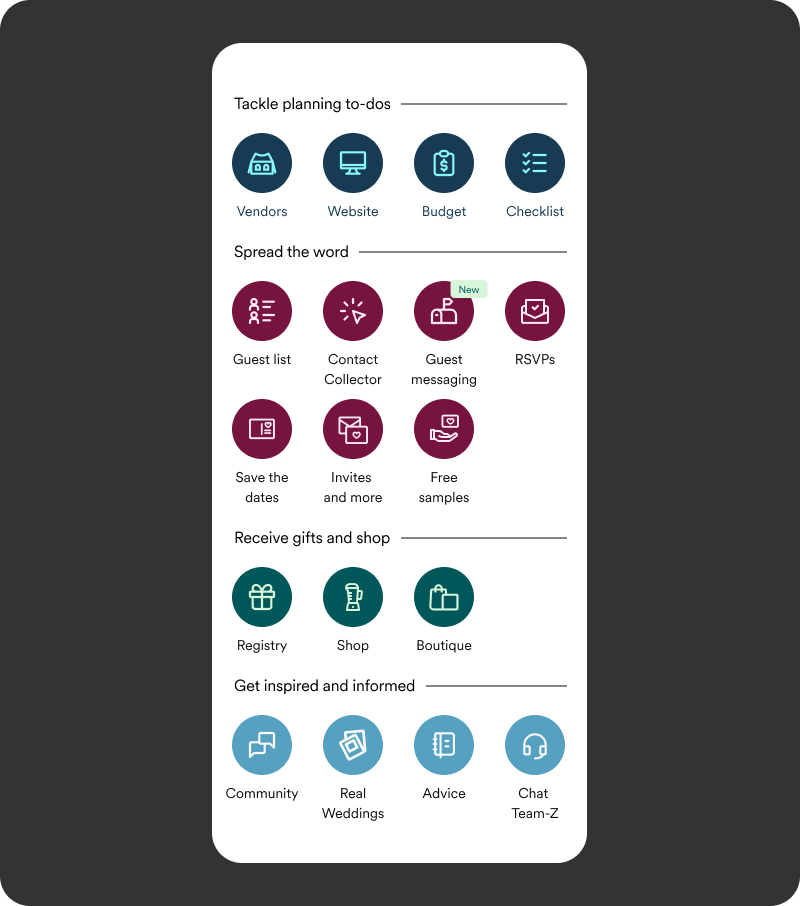 Tackle planning to-dos
Vendors
Website
Budget
Checklist
Spread the word
New
Guest list
Contact
Collector
Guest
messaging
RSVPs
Save the
dates
Invites
and more
Free
samples
Receive gifts and shop
Registry
Shop
Boutique
Get inspired and informed
Community
Real
Weddings
Advice
Chat
Team-Z